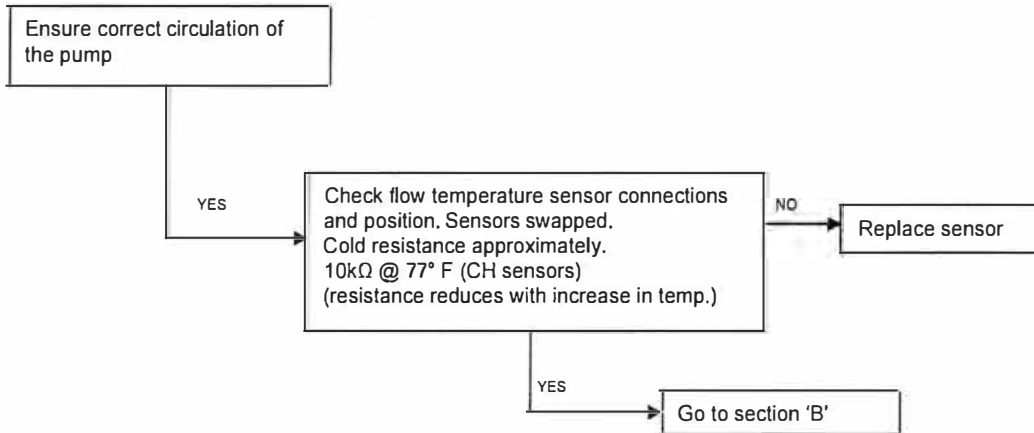 Ensure correct circulation of
the pump
YES
Check flow temperature sensor connections
and position. Sensors swapped.
Cold resistance approximately.
10kΩ @ 77° F (CH sensors)
(resistance reduces with increase in temp.)
NO
Replace sensor
YES
Go to section 'B'